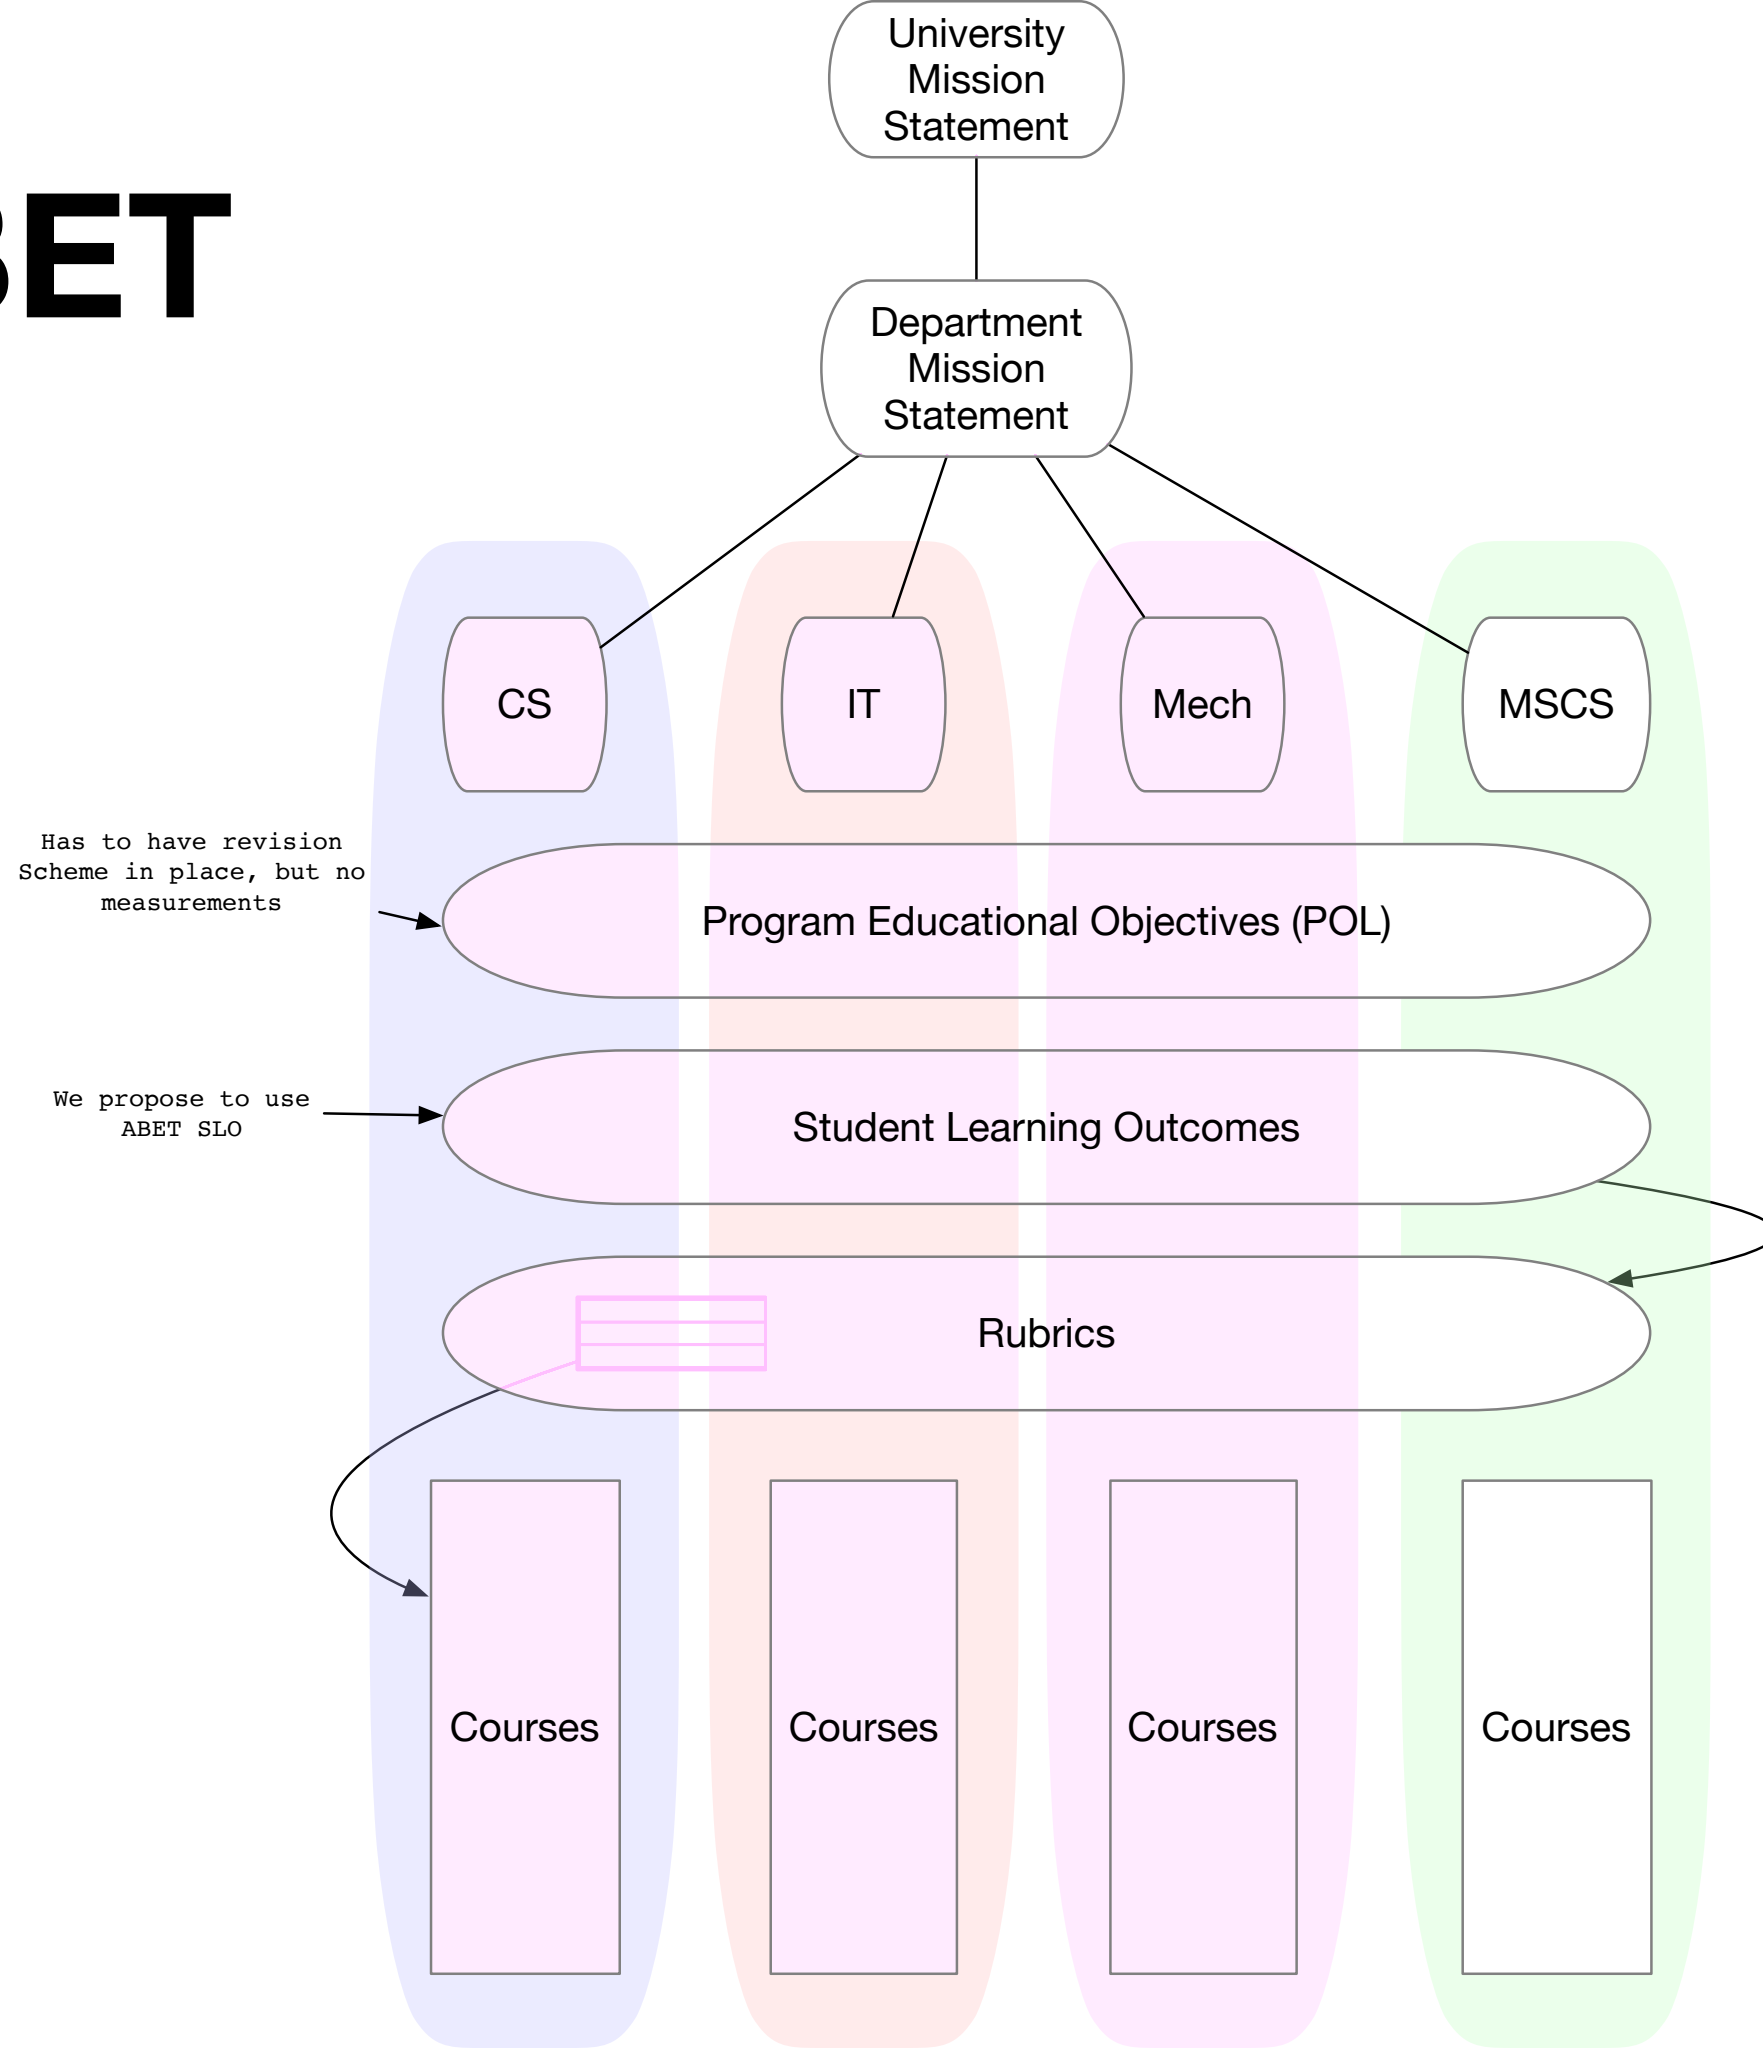 University
Mission
Statement
BET
Department
Mission
Statement
CS
IT
Mech
MSCS
Has to have revision
Scheme in place, but no
measurements
Program Educational Objectives (POL)
We propose to use
ABET SLO
Student Learning Outcomes
Rubrics
Courses
Courses
Courses
Courses